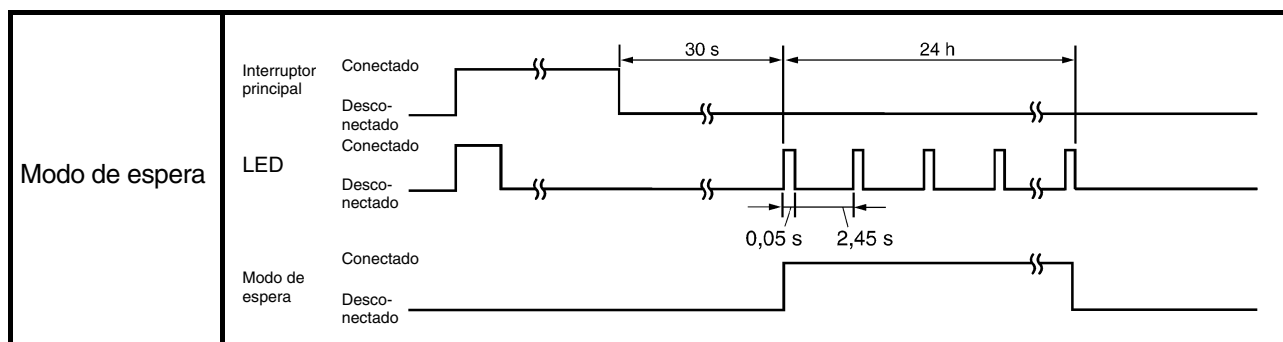 Modo de espera
30 s
24 h
Interruptor
principal
Conectado
Desco-
nectado
LED
Conectado
Desco-
nectado
0,05 s
2,45 s
Modo de
espera
Conectado
Desco-
nectado